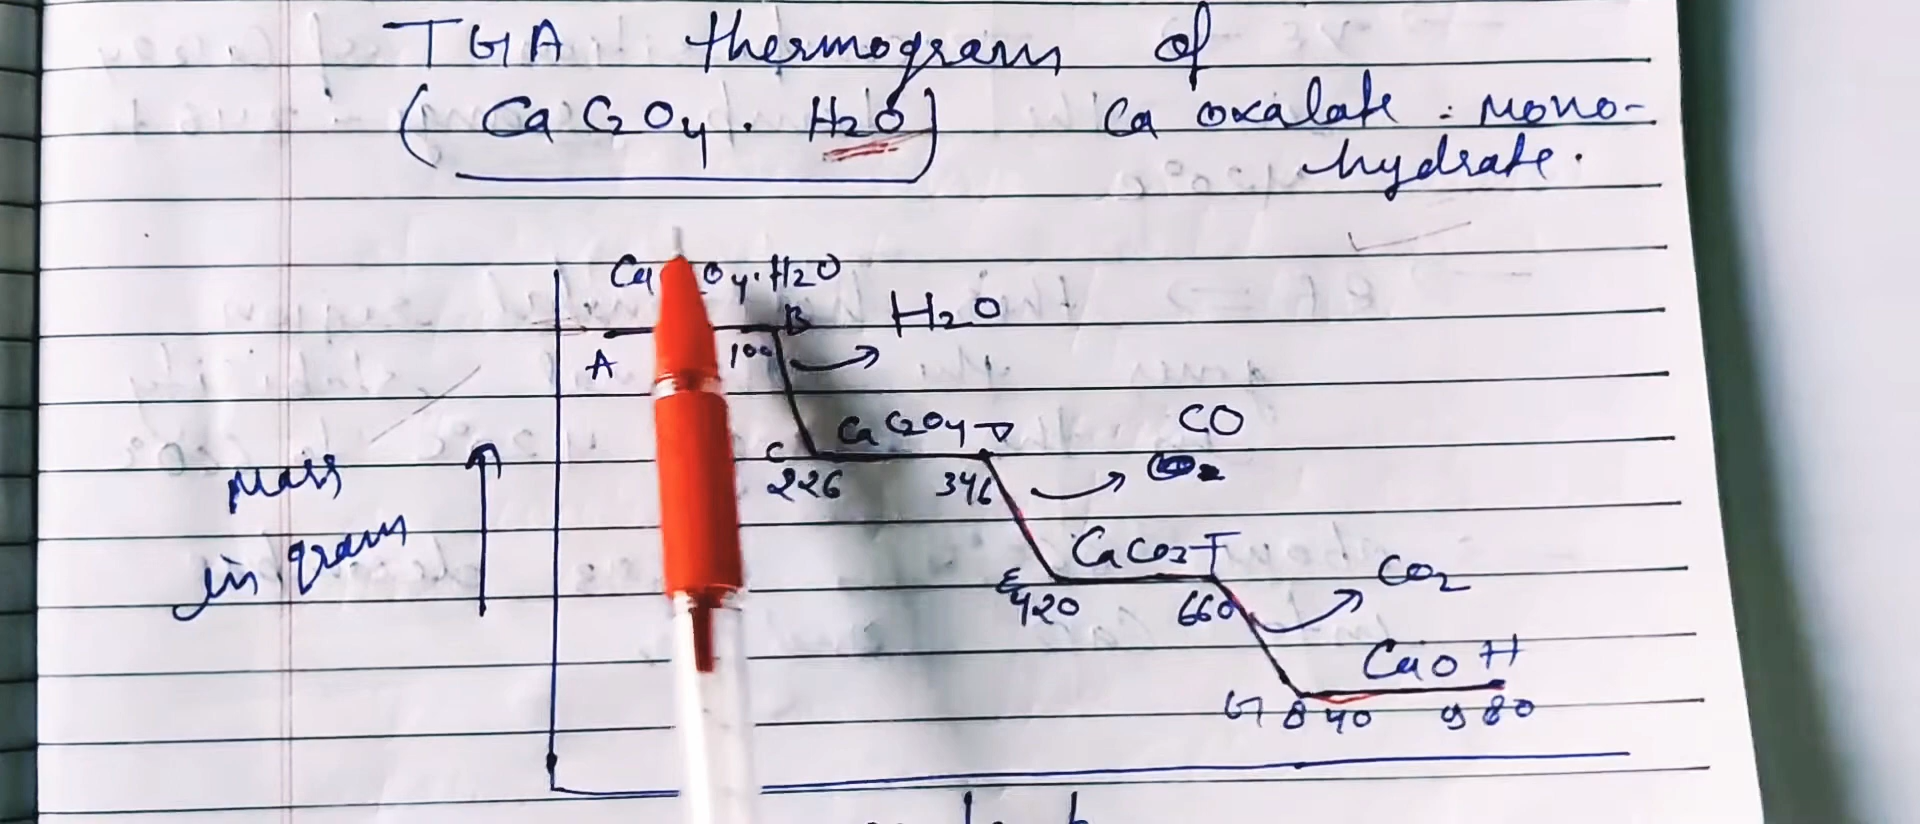 TGA thermogram of
(CaC2O4 . H2O) Ca oxalate : Mono-
hydrate.
Ca O4.H2O
A B H2O
100
CaC2O4 D CO
C 226 346
Mass
in gram
CaCO3 F CO2
E 420 660
CaO H
G 840 980